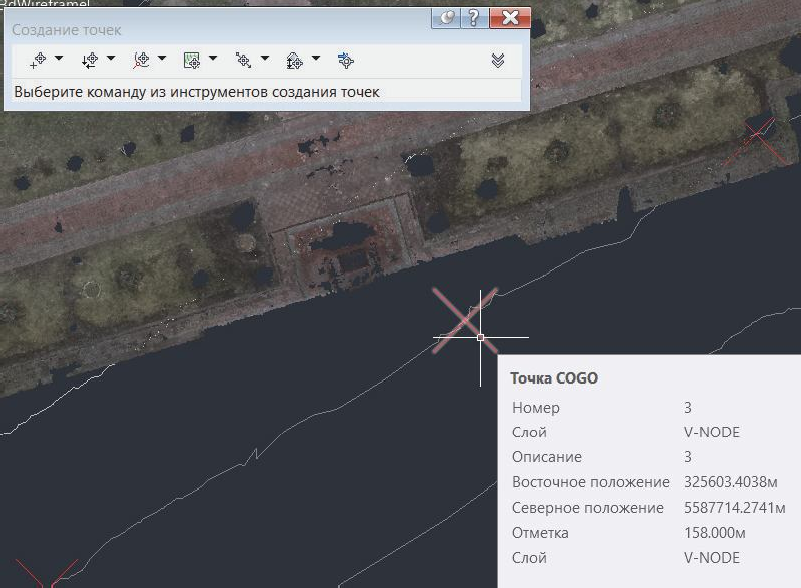 3dWireframe]
Создание точек
Выберите команду из инструментов создания точек
Точка COGO
Номер 3
Слой V-NODE
Описание 3
Восточное положение 325603.4038м
Северное положение 5587714.2741м
Отметка 158.000м
Слой V-NODE